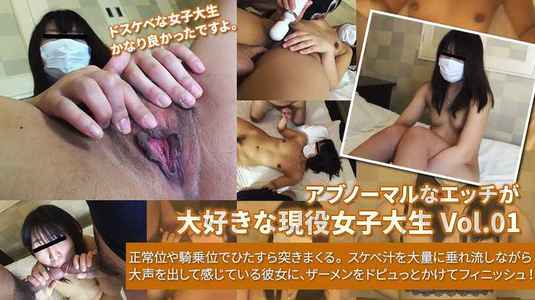 ドスケベな女子大生
かなり良かったですよ。
アブノーマルなエッチが
大好きな現役女子大生 Vol.01
正常位や騎乗位でひたすら突きまくる。スケベ汁を大量に垂れ流しながら
大声を出して感じている彼女に、ザーメンをドピュっとかけてフィニッシュ！